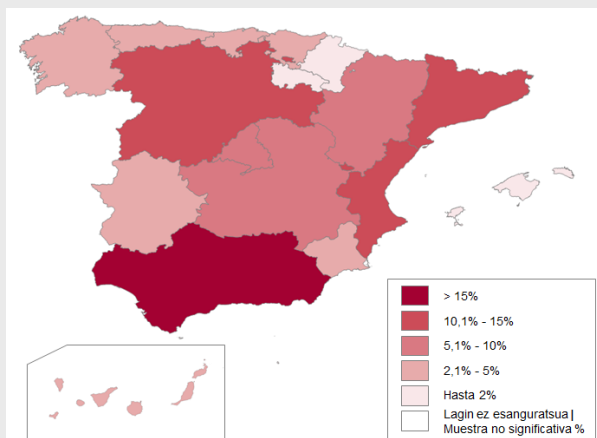 > 15%
10,1% - 15%
5,1% - 10%
2,1% - 5%
Hasta 2%
Lagin ez esanguratsua |
Muestra no significativa %